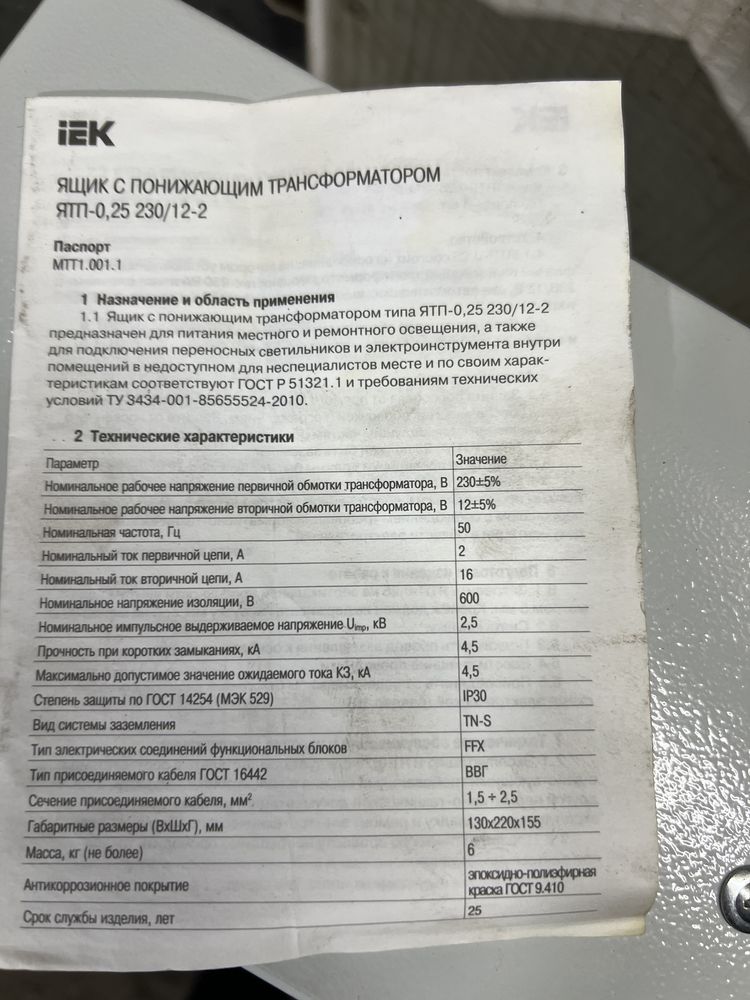 IEK
ЯЩИК С ПОНИЖАЮЩИМ ТРАНСФОРМАТОРОМ
ЯТП-0,25 230/12-2
Паспорт
МТТ1.001.1
1 Назначение и область применения
1.1 Ящик с понижающим трансформатором типа ЯТП-0,25 230/12-2
предназначен для питания местного и ремонтного освещения, а также
для подключения переносных светильников и электроинструмента внутри
помещений в недоступном для неспециалистов месте и по своим харак-
теристикам соответствуют ГОСТ Р 51321.1 и требованиям технических
условий ТУ 3434-001-85655524-2010.
2 Технические характеристики
Параметр Значение
Номинальное рабочее напряжение первичной обмотки трансформатора, В 230±5%
Номинальное рабочее напряжение вторичной обмотки трансформатора, В 12±5%
Номинальная частота, Гц 50
Номинальный ток первичной цепи, А 2
Номинальный ток вторичной цепи, А 16
Номинальное напряжение изоляции, В 600
Номинальное импульсное выдерживаемое напряжение Uimp, кВ 2,5
Прочность при коротких замыканиях, кА 4,5
Максимально допустимое значение ожидаемого тока КЗ, кА 4,5
Степень защиты по ГОСТ 14254 (МЭК 529) IP30
Вид системы заземления TN-S
Тип электрических соединений функциональных блоков FFX
Тип присоединяемого кабеля ГОСТ 16442 ВВГ
Сечение присоединяемого кабеля, мм² 1,5 ÷ 2,5
Габаритные размеры (ВхШхГ), мм 130х220х155
Масса, кг (не более) 6
Антикоррозионное покрытие эпоксидно-полиэфирная
краска ГОСТ 9.410
Срок службы изделия, лет 25